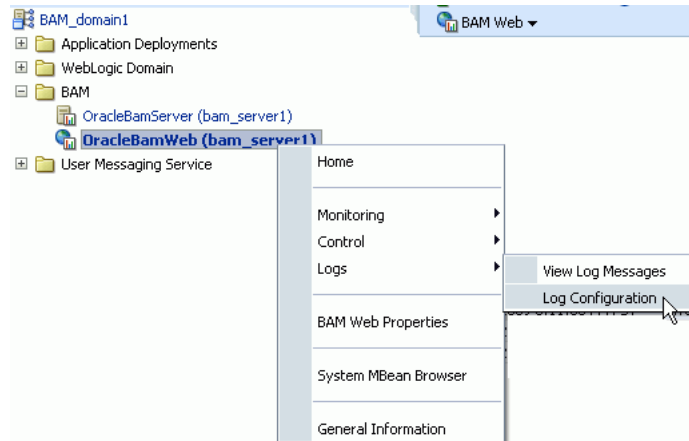 BAM_domain1
Application Deployments
WebLogic Domain
BAM
OracleBamServer (bam_server1)
OracleBamWeb (bam_server1)
User Messaging Service
BAM Web
Home
Monitoring
Control
Logs
BAM Web Properties
System MBean Browser
General Information
View Log Messages
Log Configuration